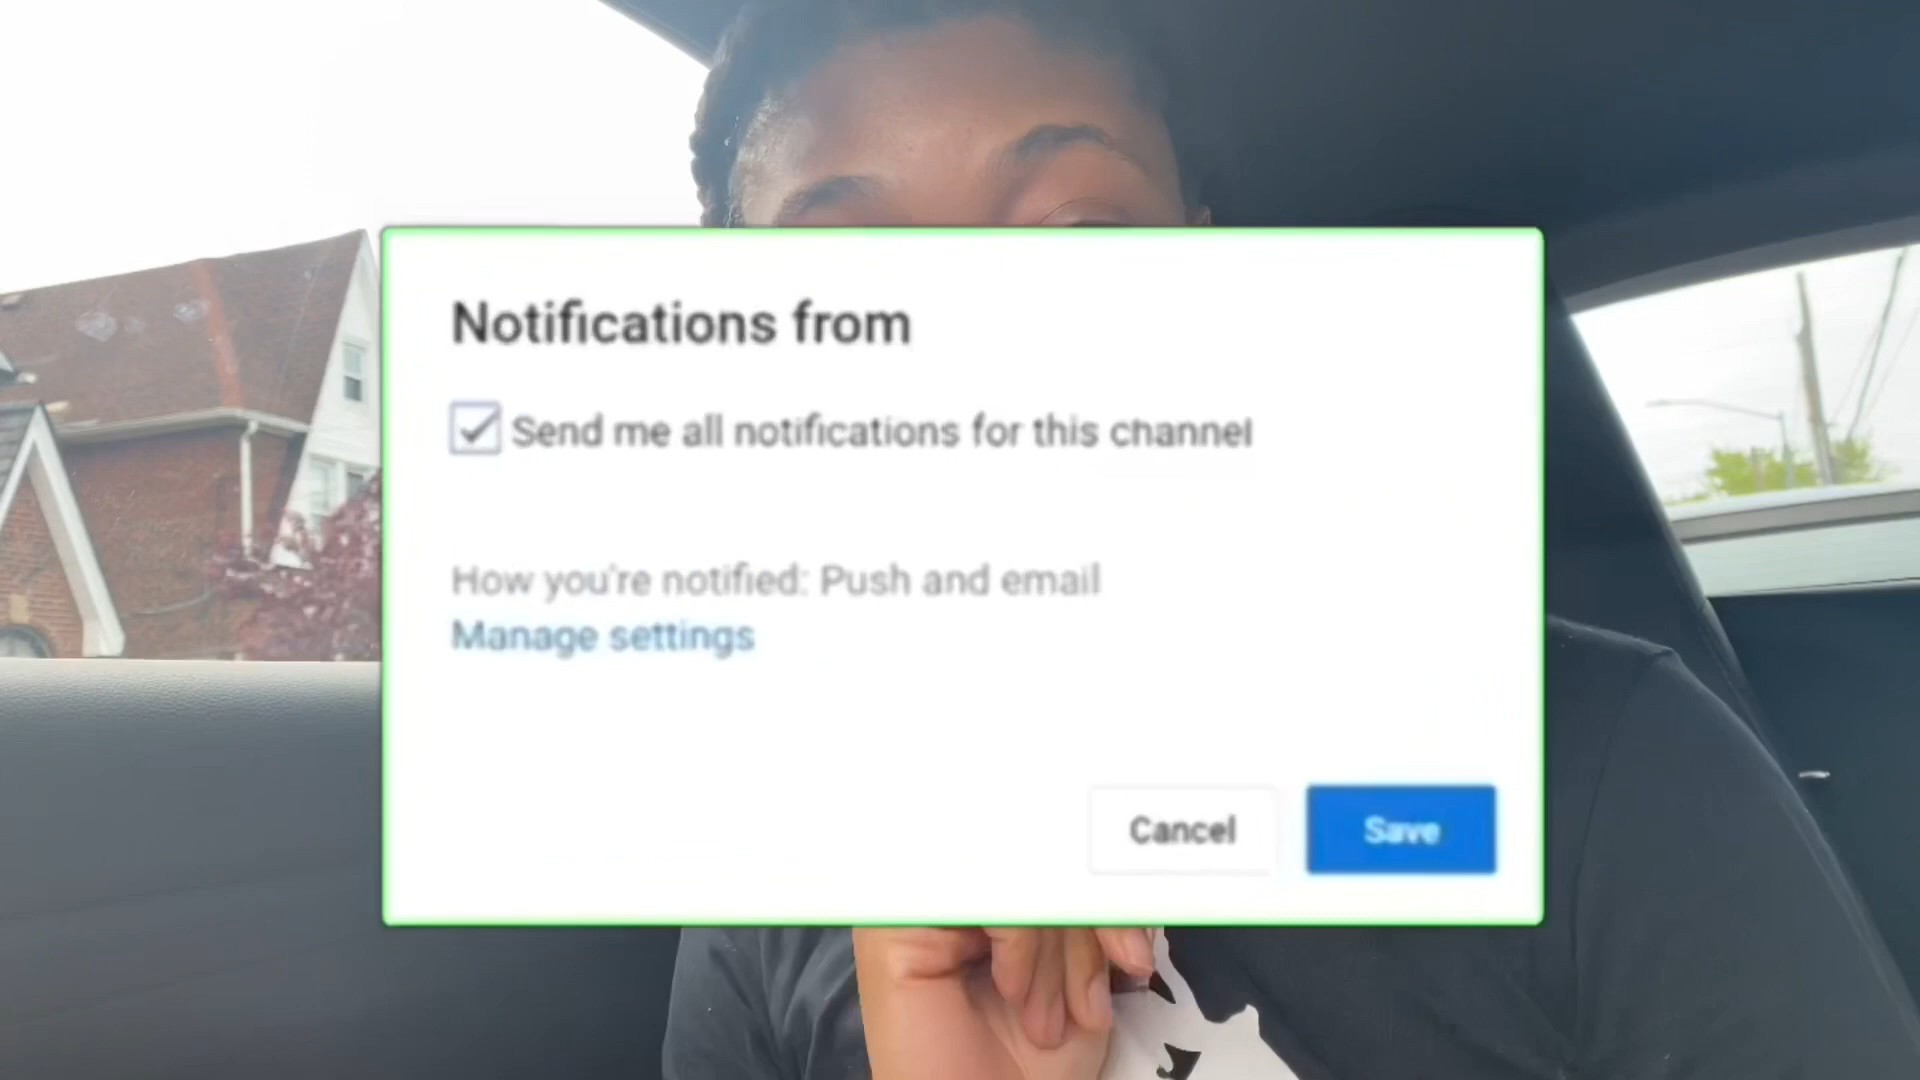 Notifications from
Send me all notifications for this channel
How you're notified: Push and email
Manage settings
Cancel
Save